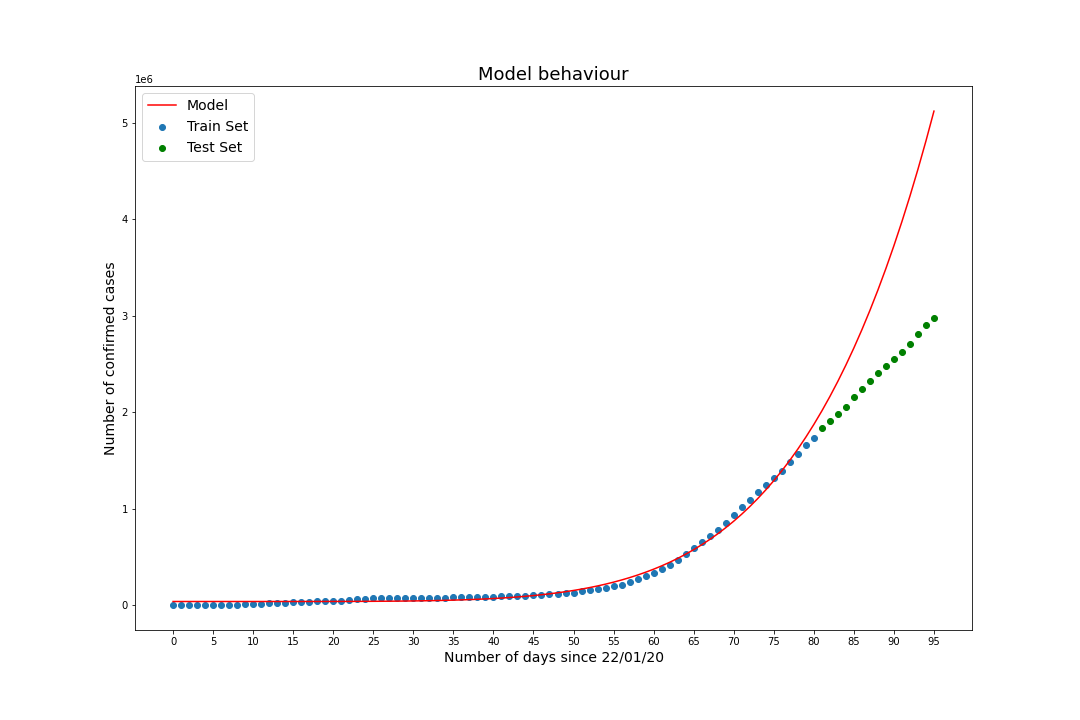 Model behaviour
1e6
Model
Train Set
Test Set
5
4
3
2
1
0
Number of confirmed cases
0 5 10 15 20 25 30 35 40 45 50 55 60 65 70 75 80 85 90 95
Number of days since 22/01/20